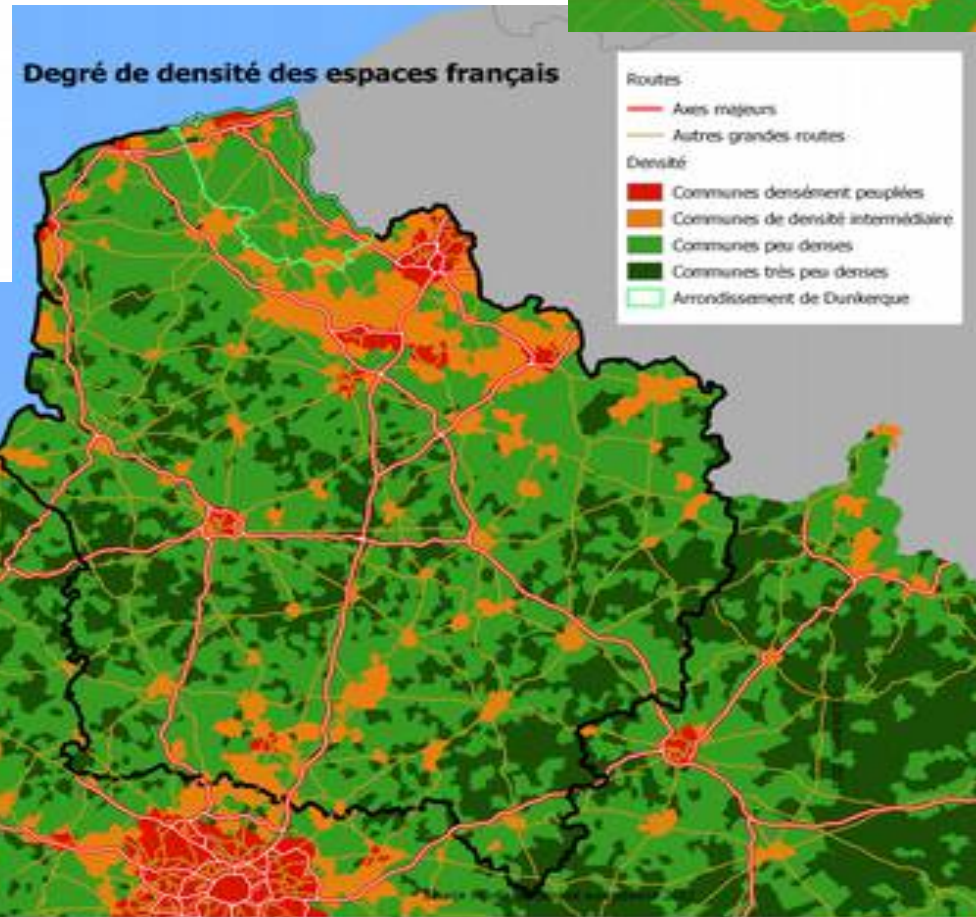 Degré de densité des espaces français
Routes
Axes majeurs
Autres grandes routes
Densité
Communes densément peuplées
Communes de densité intermédiaire
Communes peu denses
Communes très peu denses
Arrondissement de Dunkerque